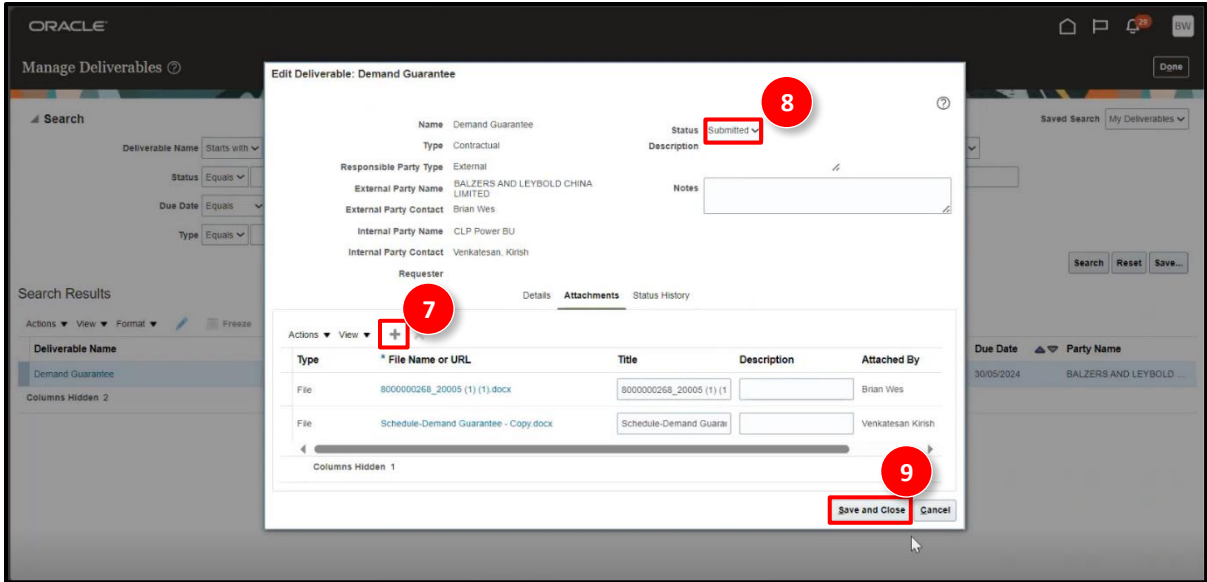 ORACLE
29
BW
Manage Deliverables
Done
Search
Saved Search My Deliverables
Deliverable Name Starts with
Status Equals
Due Date Equals
Type Equals
Search Reset Save...
Search Results
Actions View Format Freeze
Deliverable Name
Due Date Party Name
Demand Guarantee
30/05/2024 BALZERS AND LEYBOLD ...
Columns Hidden 2
Edit Deliverable: Demand Guarantee
8
Name Demand Guarantee
Status Submitted
Type Contractual
Description
Responsible Party Type External
External Party Name BALZERS AND LEYBOLD CHINA LIMITED
Notes
External Party Contact Brian Wes
Internal Party Name CLP Power BU
Internal Party Contact Venkatesan, Kirish
Requester
Details Attachments Status History
7
Actions View
Type * File Name or URL Title Description Attached By
File 8000000268_20005 (1) (1).docx 8000000268_20005 (1) (1 Brian Wes
File Schedule-Demand Guarantee - Copy.docx Schedule-Demand Guarar Venkatesan Kirish
Columns Hidden 1
9
Save and Close Cancel